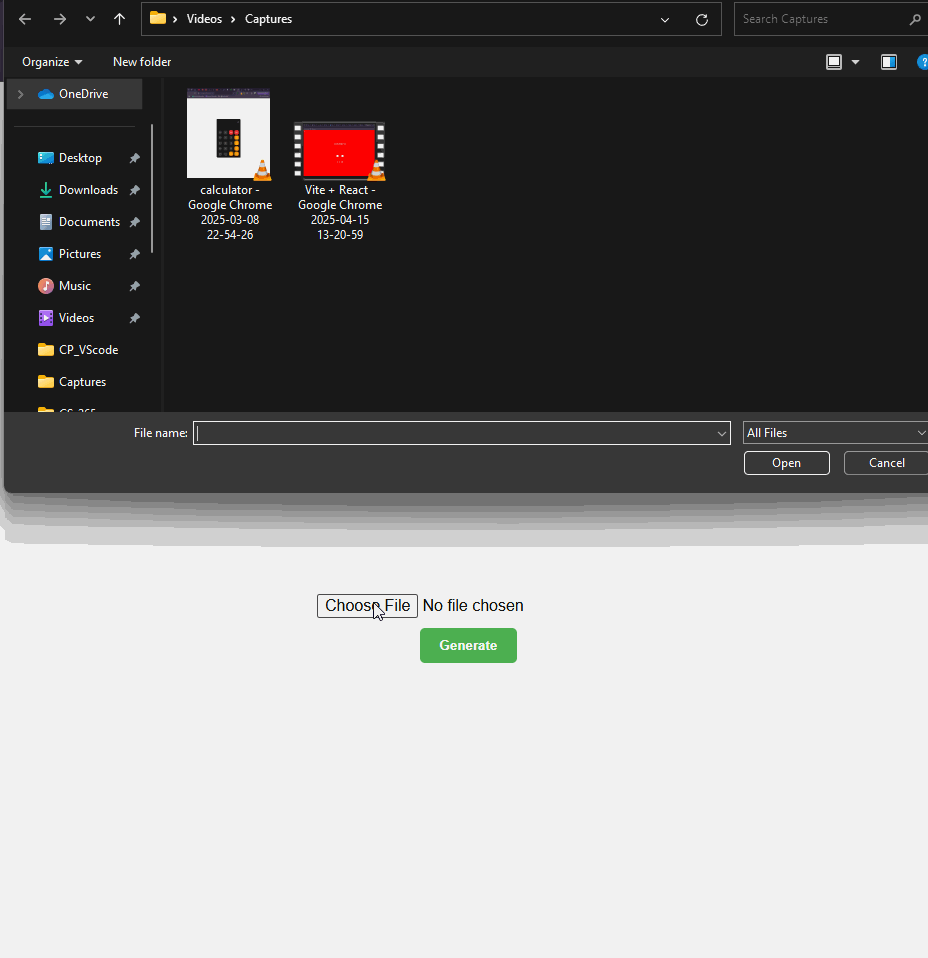 Videos
Captures
Search Captures
Organize
New folder
OneDrive
Desktop
Downloads
Documents
Pictures
Music
Videos
CP_VScode
Captures
calculator -
Google Chrome
2025-03-08
22-54-26
Vite + React -
Google Chrome
2025-04-15
13-20-59
File name:
All Files
Open
Cancel
Choose File No file chosen
Generate